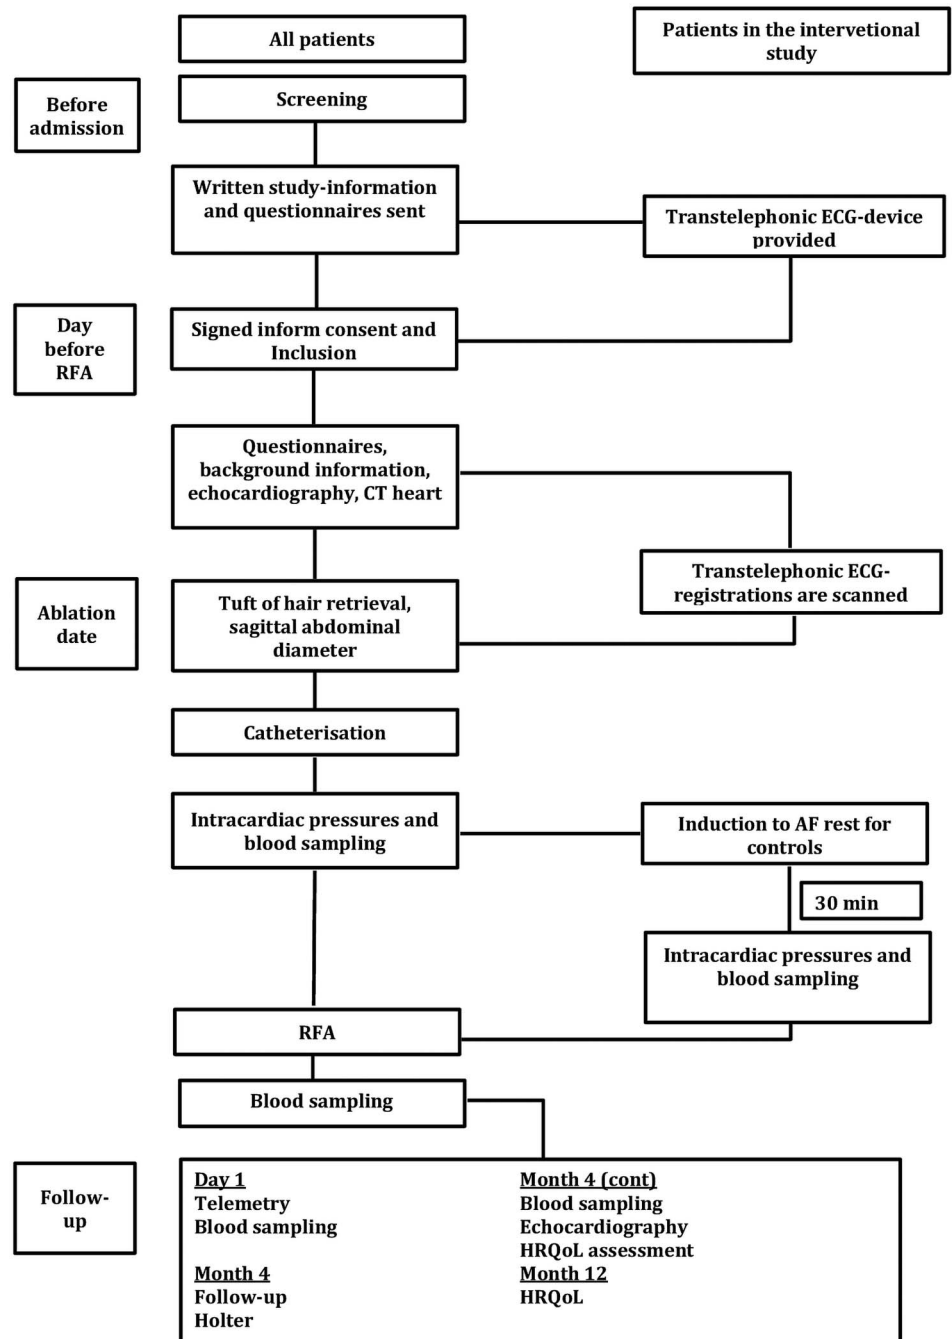 All patients
Patients in the intervetional
study
Before
admission
Screening
Written study-information
and questionnaires sent
Transtelephonic ECG-device
provided
Day
before
RFA
Signed inform consent and
Inclusion
Questionnaires,
background information,
echocardiography, CT heart
Transtelephonic ECG-
registrations are scanned
Ablation
date
Tuft of hair retrieval,
sagittal abdominal
diameter
Catheterisation
Intracardiac pressures and
blood sampling
Induction to AF rest for
controls
30 min
Intracardiac pressures and
blood sampling
RFA
Blood sampling
Follow-
up
Day 1
Telemetry
Blood sampling
Month 4
Follow-up
Holter
Month 4 (cont)
Blood sampling
Echocardiography
HRQoL assessment
Month 12
HRQoL